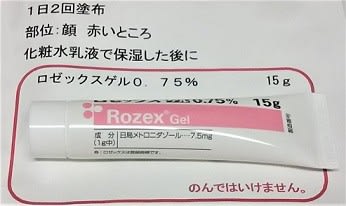 1日2回塗布
部位:顔 赤いところ
化粧水乳液で保湿した後に
ロゼックスゲル0.75% 15g
0.75% 15g
Rozex Gel
成分 日局メトロニダゾール…7.5mg
(1g中)
のんではいけません。